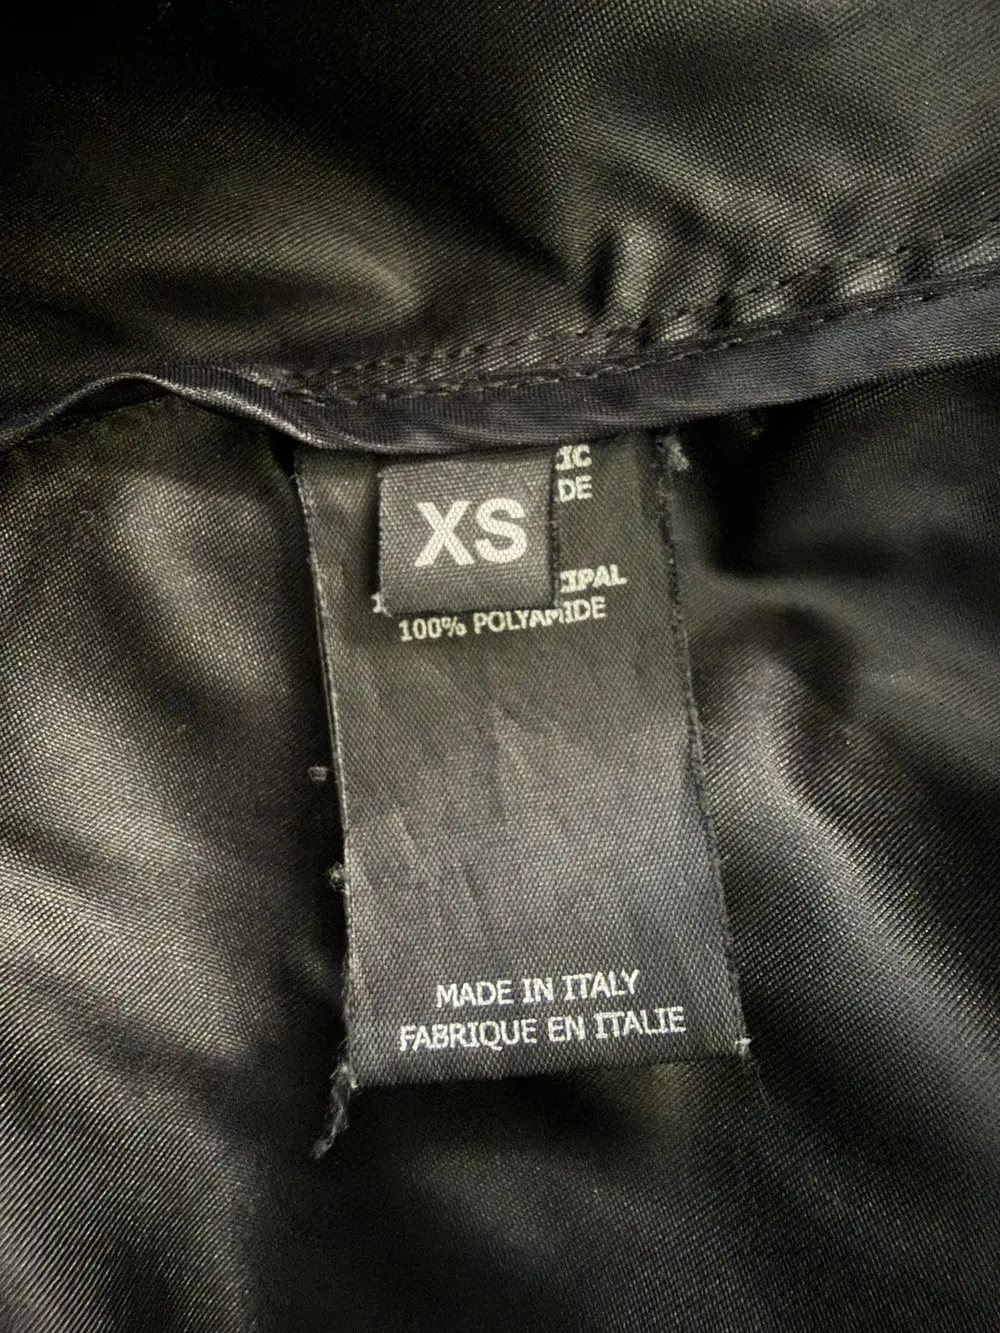 XS
100% POLYAMIDE
MADE IN ITALY
FABRIQUE EN ITALIE